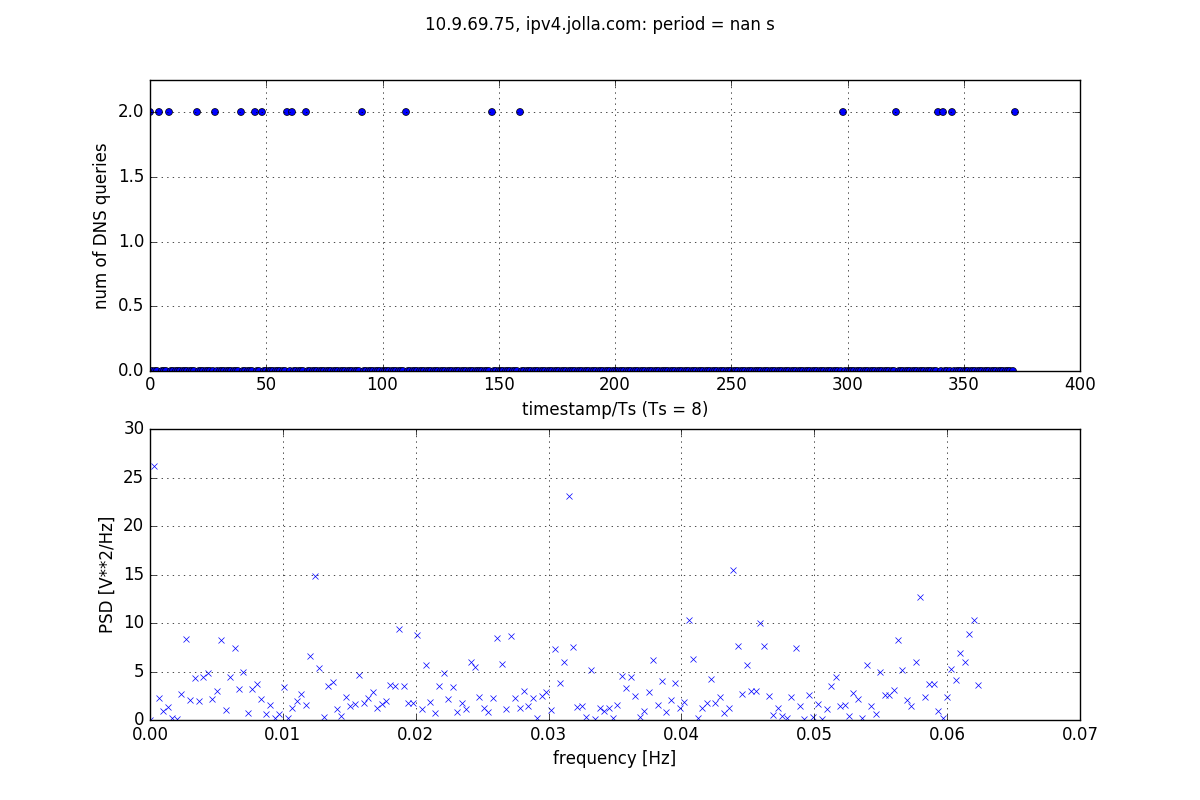 10.9.69.75, ipv4.jolla.com: period = nan s
num of DNS queries
2.0
1.5
1.0
0.5
0.0
0 50 100 150 200 250 300 350 400
timestamp/Ts (Ts = 8)
PSD [V**2/Hz]
30
25
20
15
10
5
0
0.00 0.01 0.02 0.03 0.04 0.05 0.06 0.07
frequency [Hz]